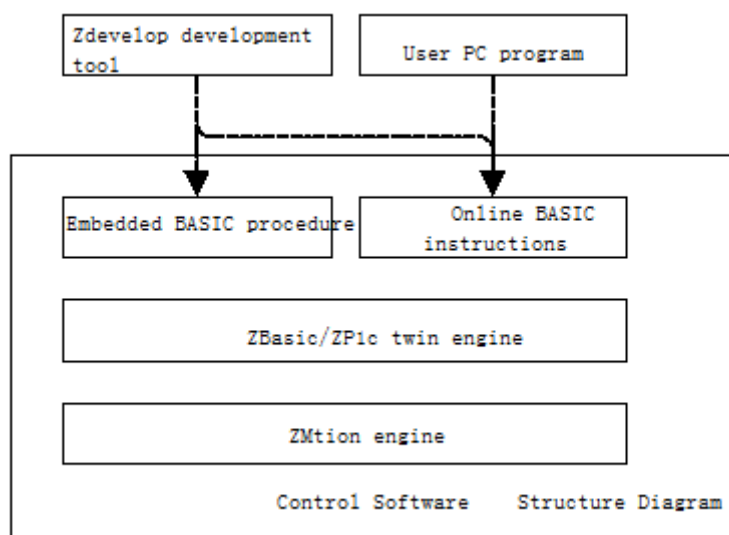 Zdevelop development
tool
User PC program
Embedded BASIC procedure
Online BASIC
instructions
ZBasic/ZPlc twin engine
ZMtion engine
Control Software Structure Diagram